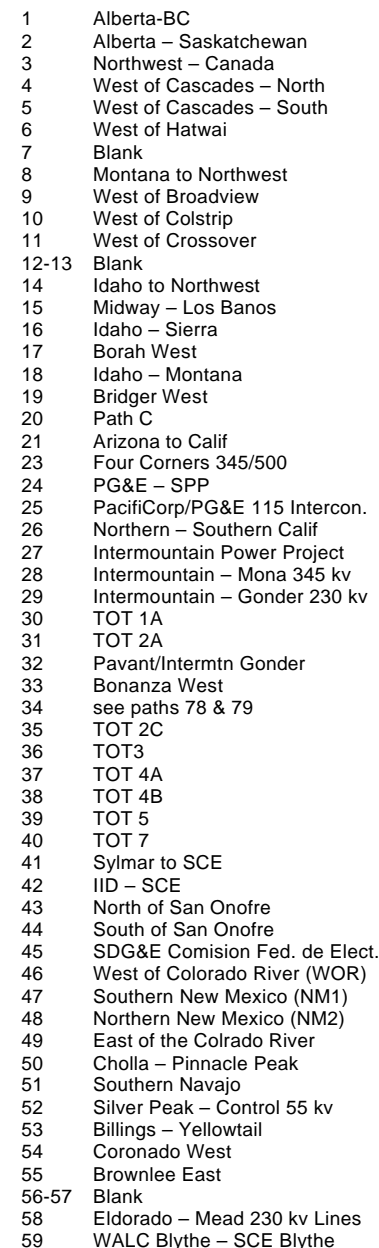 1 Alberta-BC
2 Alberta – Saskatchewan
3 Northwest – Canada
4 West of Cascades – North
5 West of Cascades – South
6 West of Hatwai
7 Blank
8 Montana to Northwest
9 West of Broadview
10 West of Colstrip
11 West of Crossover
12-13 Blank
14 Idaho to Northwest
15 Midway – Los Banos
16 Idaho – Sierra
17 Borah West
18 Idaho – Montana
19 Bridger West
20 Path C
21 Arizona to Calif
23 Four Corners 345/500
24 PG&E – SPP
25 PacifiCorp/PG&E 115 Intercon.
26 Northern – Southern Calif
27 Intermountain Power Project
28 Intermountain – Mona 345 kv
29 Intermountain – Gonder 230 kv
30 TOT 1A
31 TOT 2A
32 Pavant/Intermtn Gonder
33 Bonanza West
34 see paths 78 & 79
35 TOT 2C
36 TOT3
37 TOT 4A
38 TOT 4B
39 TOT 5
40 TOT 7
41 Sylmar to SCE
42 IID – SCE
43 North of San Onofre
44 South of San Onofre
45 SDG&E Comision Fed. de Elect.
46 West of Colorado River (WOR)
47 Southern New Mexico (NM1)
48 Northern New Mexico (NM2)
49 East of the Colrado River
50 Cholla – Pinnacle Peak
51 Southern Navajo
52 Silver Peak – Control 55 kv
53 Billings – Yellowtail
54 Coronado West
55 Brownlee East
56-57 Blank
58 Eldorado – Mead 230 kv Lines
59 WALC Blythe – SCE Blythe